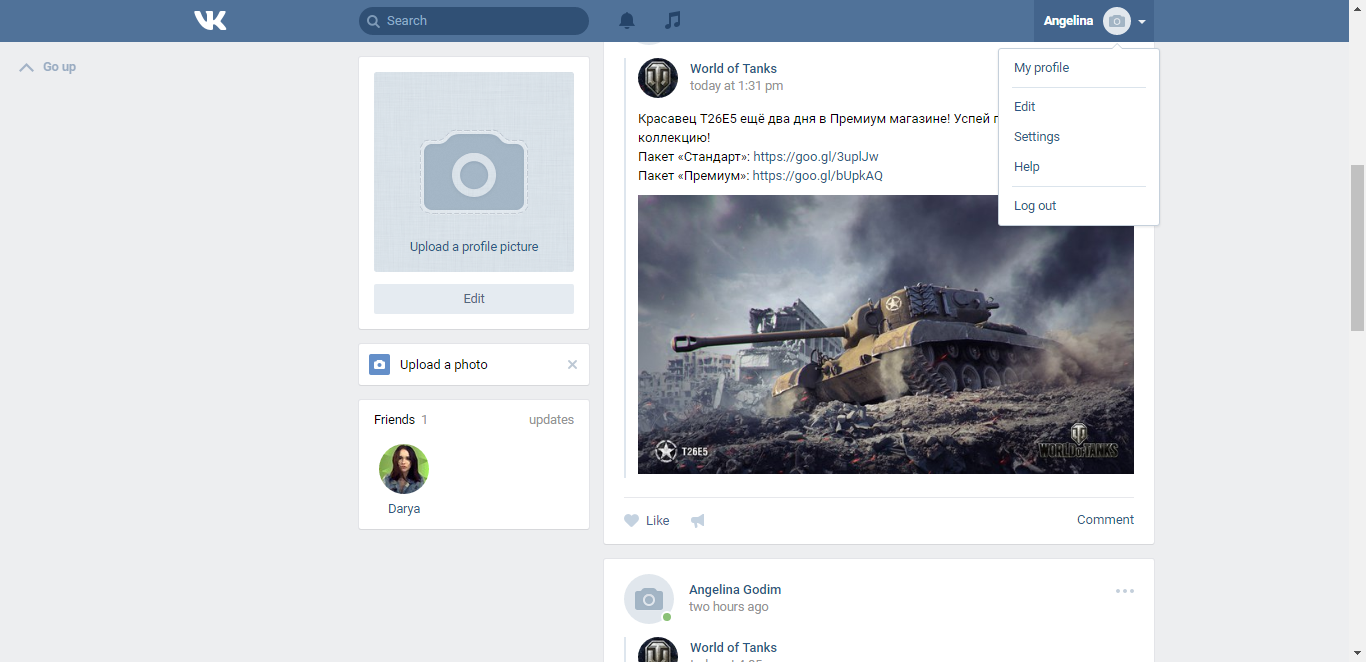 Search
Angelina
Go up
My profile
Edit
Settings
Help
Log out
Upload a profile picture
Edit
Upload a photo
Friends 1
updates
Darya
World of Tanks
today at 1:31 pm
Красавец T26E5 ещё два дня в Премиум магазине! Успей
коллекцию!
Пакет «Стандарт»: https://goo.gl/3uplJw
Пакет «Премиум»: https://goo.gl/bUpkAQ
T26E5
WORLD OF TANKS
Like
Comment
Angelina Godim
two hours ago
World of Tanks